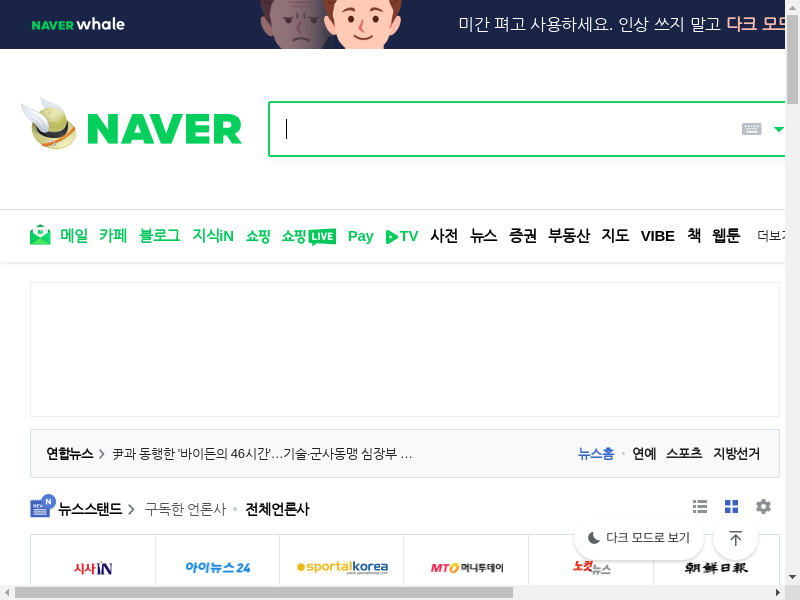 NAVER whale 미간 펴고 사용하세요. 인상 쓰지 말고 다크 모드
NAVER
메일 카페 블로그 지식iN 쇼핑 쇼핑LIVE Pay TV 사전 뉴스 증권 부동산 지도 VIBE 책 웹툰 더보기
연합뉴스 > 尹과 동행한 '바이든의 46시간'…기술·군사동맹 심장부 … 뉴스홈 · 연예 스포츠 지방선거
NEWS N 뉴스스탠드 > 구독한 언론사 · 전체언론사
다크 모드로 보기
시사IN 아이뉴스24 sportalkorea MTO 머니투데이 노컷뉴스 朝鮮日報
www.sportalkorea.com